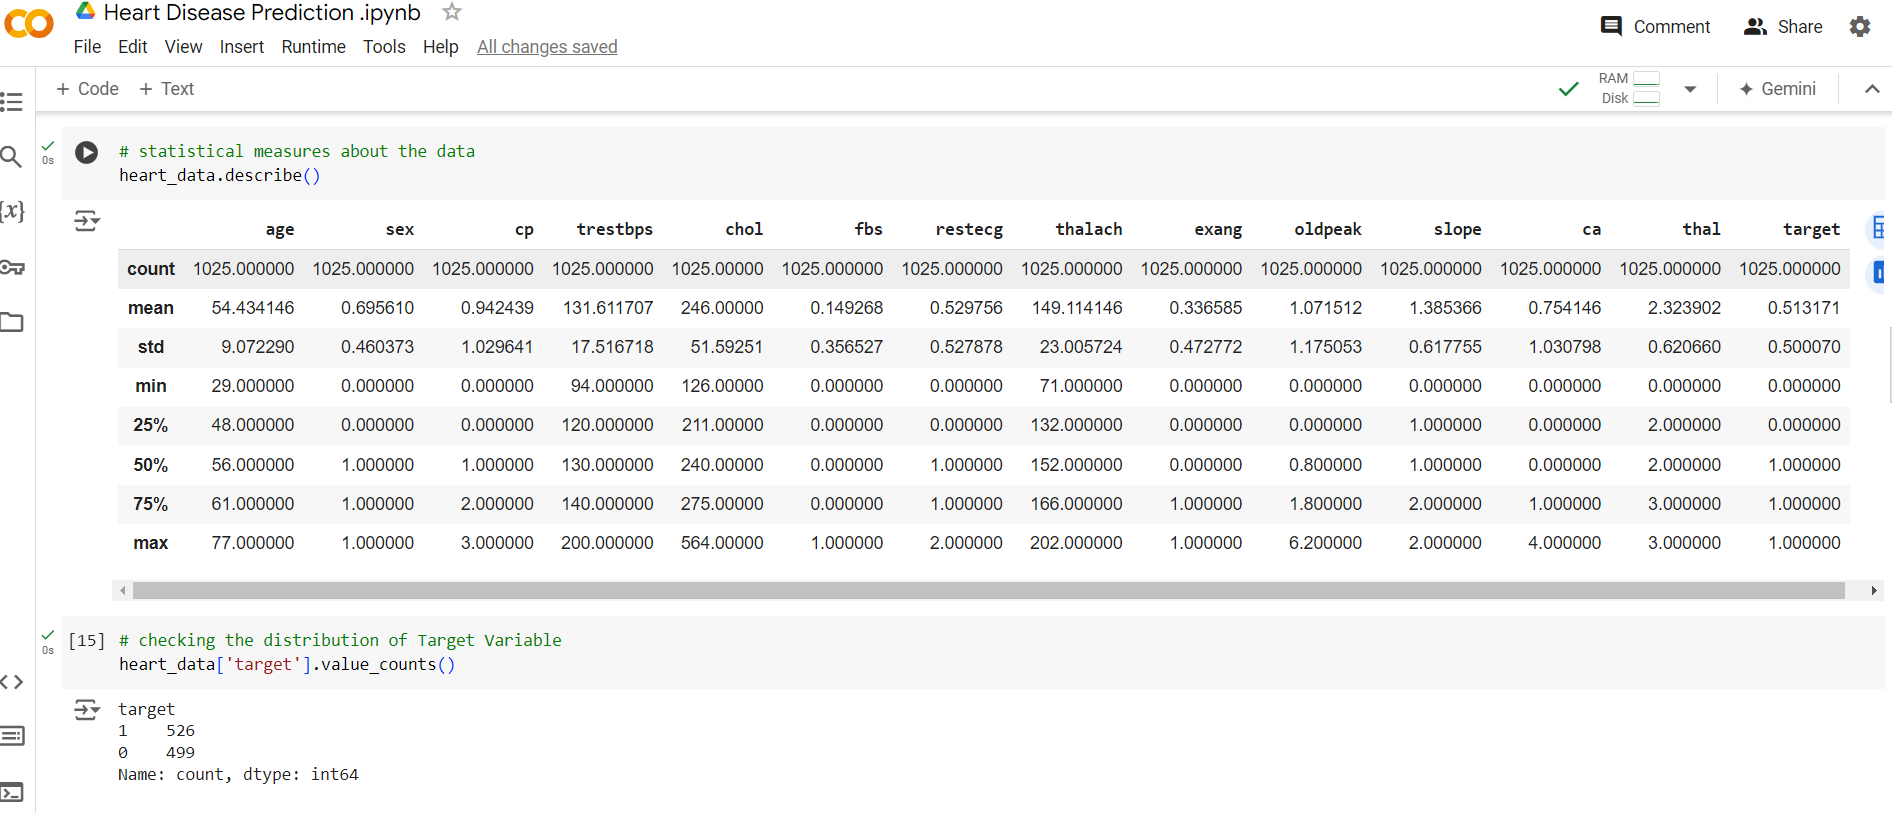 Heart Disease Prediction .ipynb
File Edit View Insert Runtime Tools Help All changes saved
Comment Share
+ Code + Text
RAM
Disk
Gemini
{x}
0s
# statistical measures about the data
heart_data.describe()
age sex cp trestbps chol fbs restecg thalach exang oldpeak slope ca thal target
count 1025.000000 1025.000000 1025.000000 1025.000000 1025.00000 1025.000000 1025.000000 1025.000000 1025.000000 1025.000000 1025.000000 1025.000000 1025.000000 1025.000000
mean 54.434146 0.695610 0.942439 131.611707 246.00000 0.149268 0.529756 149.114146 0.336585 1.071512 1.385366 0.754146 2.323902 0.513171
std 9.072290 0.460373 1.029641 17.516718 51.59251 0.356527 0.527878 23.005724 0.472772 1.175053 0.617755 1.030798 0.620660 0.500070
min 29.000000 0.000000 0.000000 94.000000 126.00000 0.000000 0.000000 71.000000 0.000000 0.000000 0.000000 0.000000 0.000000 0.000000
25% 48.000000 0.000000 0.000000 120.000000 211.00000 0.000000 0.000000 132.000000 0.000000 0.000000 1.000000 0.000000 2.000000 0.000000
50% 56.000000 1.000000 1.000000 130.000000 240.00000 0.000000 1.000000 152.000000 0.000000 0.800000 1.000000 0.000000 2.000000 1.000000
75% 61.000000 1.000000 2.000000 140.000000 275.00000 0.000000 1.000000 166.000000 1.000000 1.800000 2.000000 1.000000 3.000000 1.000000
max 77.000000 1.000000 3.000000 200.000000 564.00000 1.000000 2.000000 202.000000 1.000000 6.200000 2.000000 4.000000 3.000000 1.000000
0s
[15] # checking the distribution of Target Variable
heart_data['target'].value_counts()
target
1 526
0 499
Name: count, dtype: int64